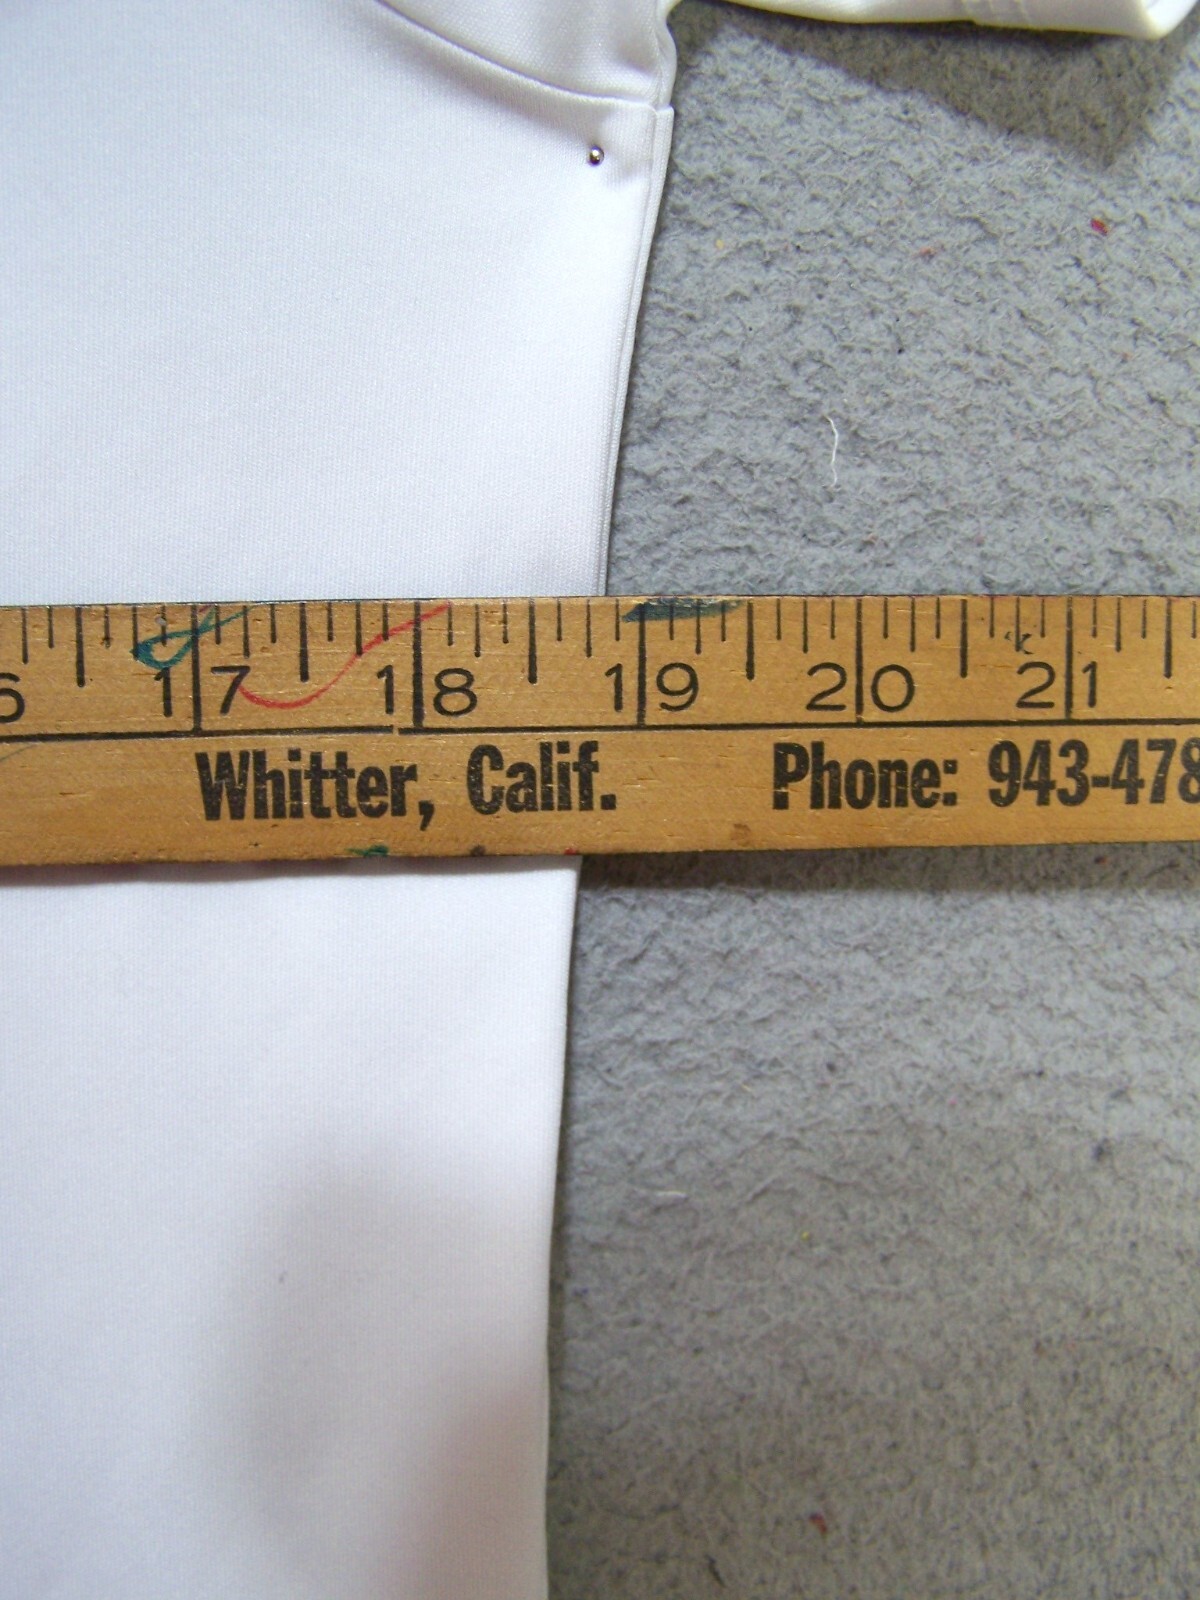 6 17 18 19 20 21
Whitter, Calif. Phone: 943-478